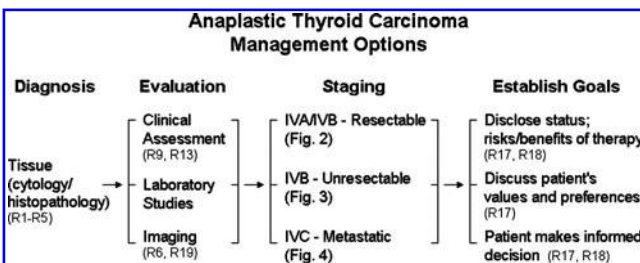 Anaplastic Thyroid Carcinoma
Management Options
Diagnosis
Evaluation
Staging
Establish Goals
Tissue
(cytology/
histopathology)
(R1-R5)
Clinical
Assessment
(R9, R13)
Laboratory
Studies
Imaging
(R6, R19)
IVA/IVB - Resectable
(Fig. 2)
IVB - Unresectable
(Fig. 3)
IVC - Metastatic
(Fig. 4)
Disclose status;
risks/benefits of therapy
(R17, R18)
Discuss patient's
values and preferences
(R17)
Patient makes informed
decision (R17, R18)